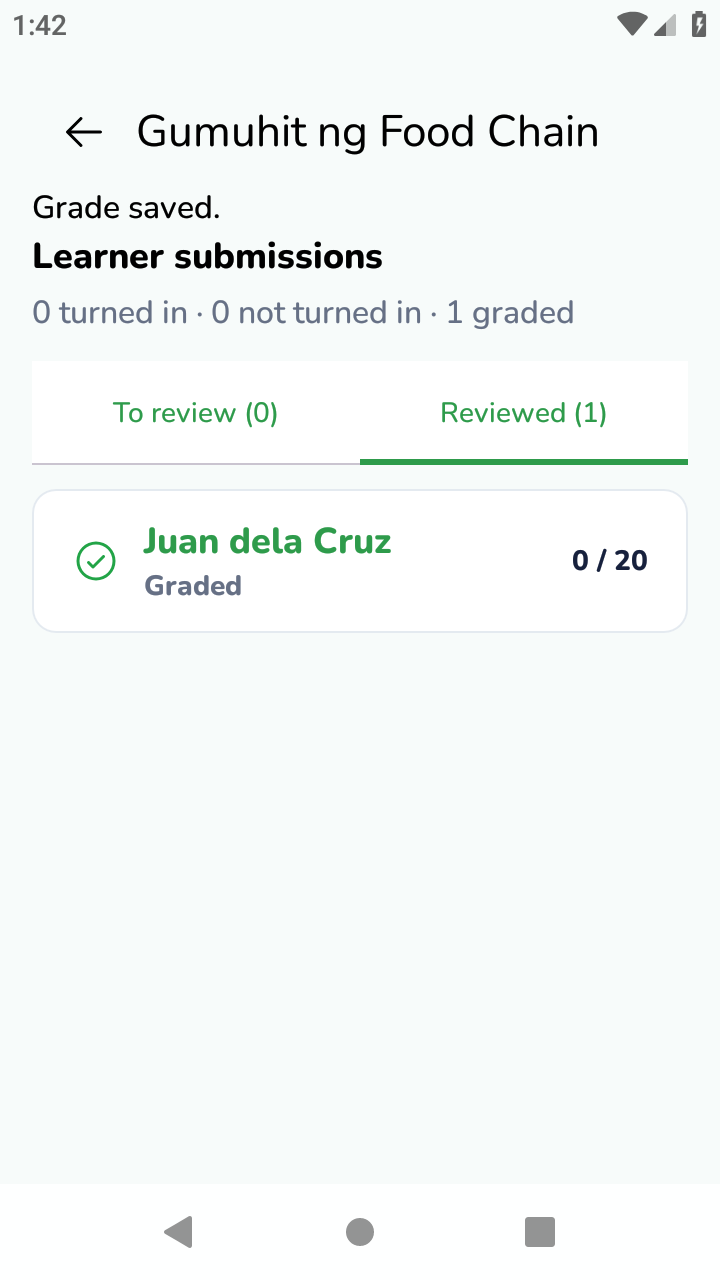 1:42
Gumuhit ng Food Chain
Grade saved.
Learner submissions
0 turned in · 0 not turned in · 1 graded
To review (0)
Reviewed (1)
Juan dela Cruz
Graded
0 / 20